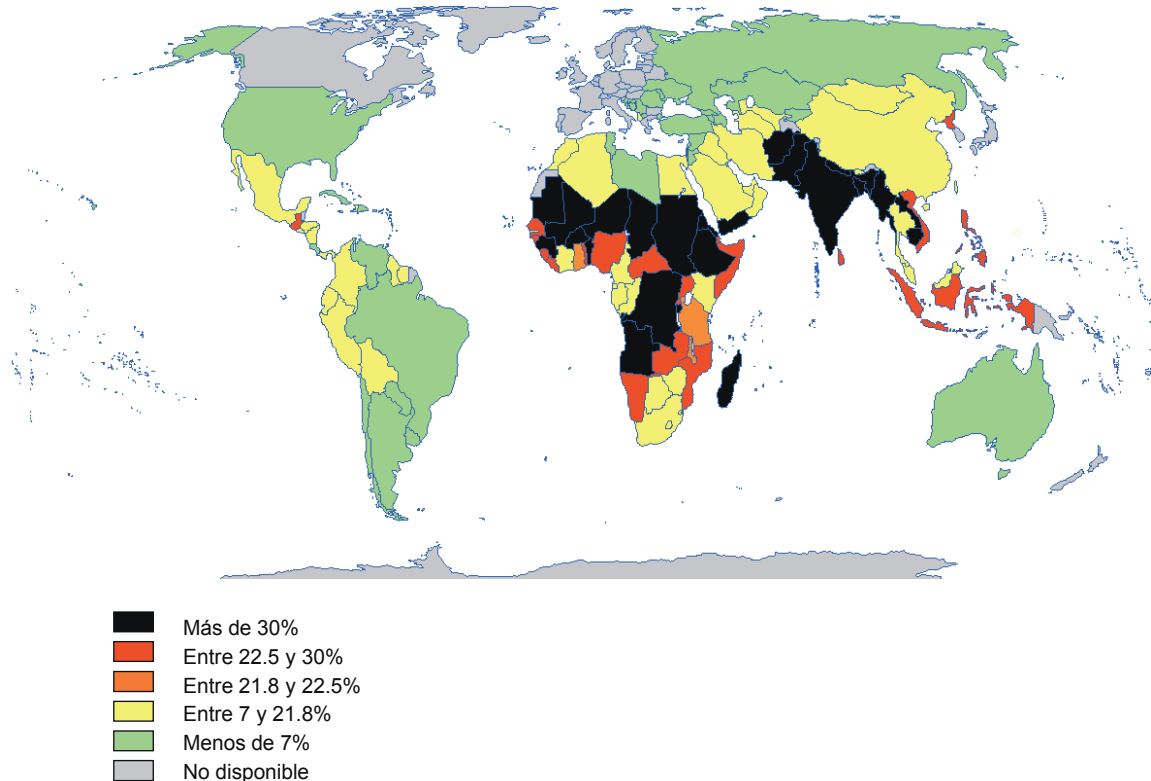 Más de 30%
Entre 22.5 y 30%
Entre 21.8 y 22.5%
Entre 7 y 21.8%
Menos de 7%
No disponible